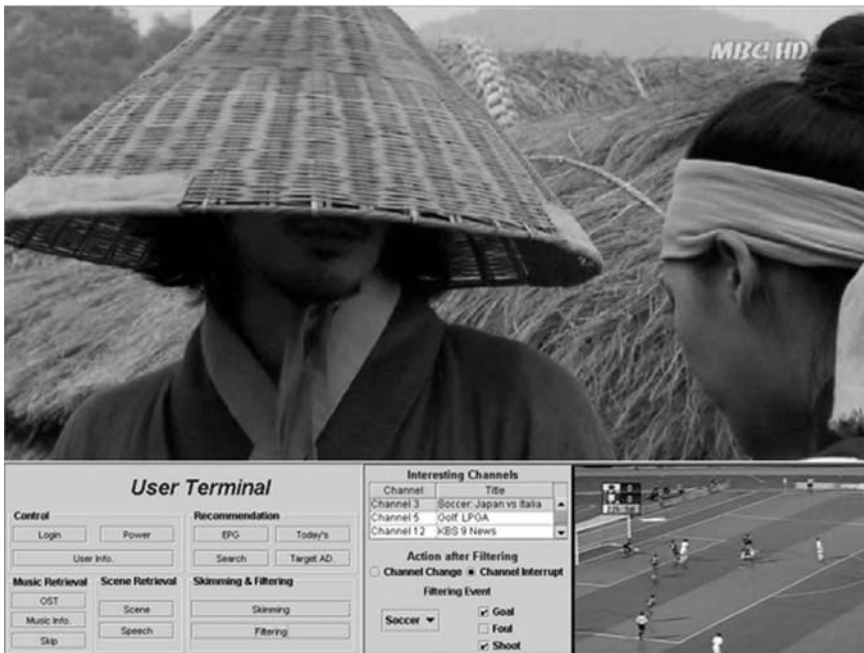 MBC HD
User Terminal
Control
Login Power
User Info.
Recommendation
EPG Today's
Search Target AD.
Music Retrieval
OST
Music Info.
Skip
Scene Retrieval
Scene
Speech
Skimming & Filtering
Skimming
Filtering
Interesting Channels
Channel Title
Channel 3 Soccer: Japan vs Italia
Channel 5 Golf: LPGA
Channel 12 KBS 9 News
Action after Filtering
Channel Change Channel Interrupt
Filtering Event
Soccer
Goal
Foul
Shoot